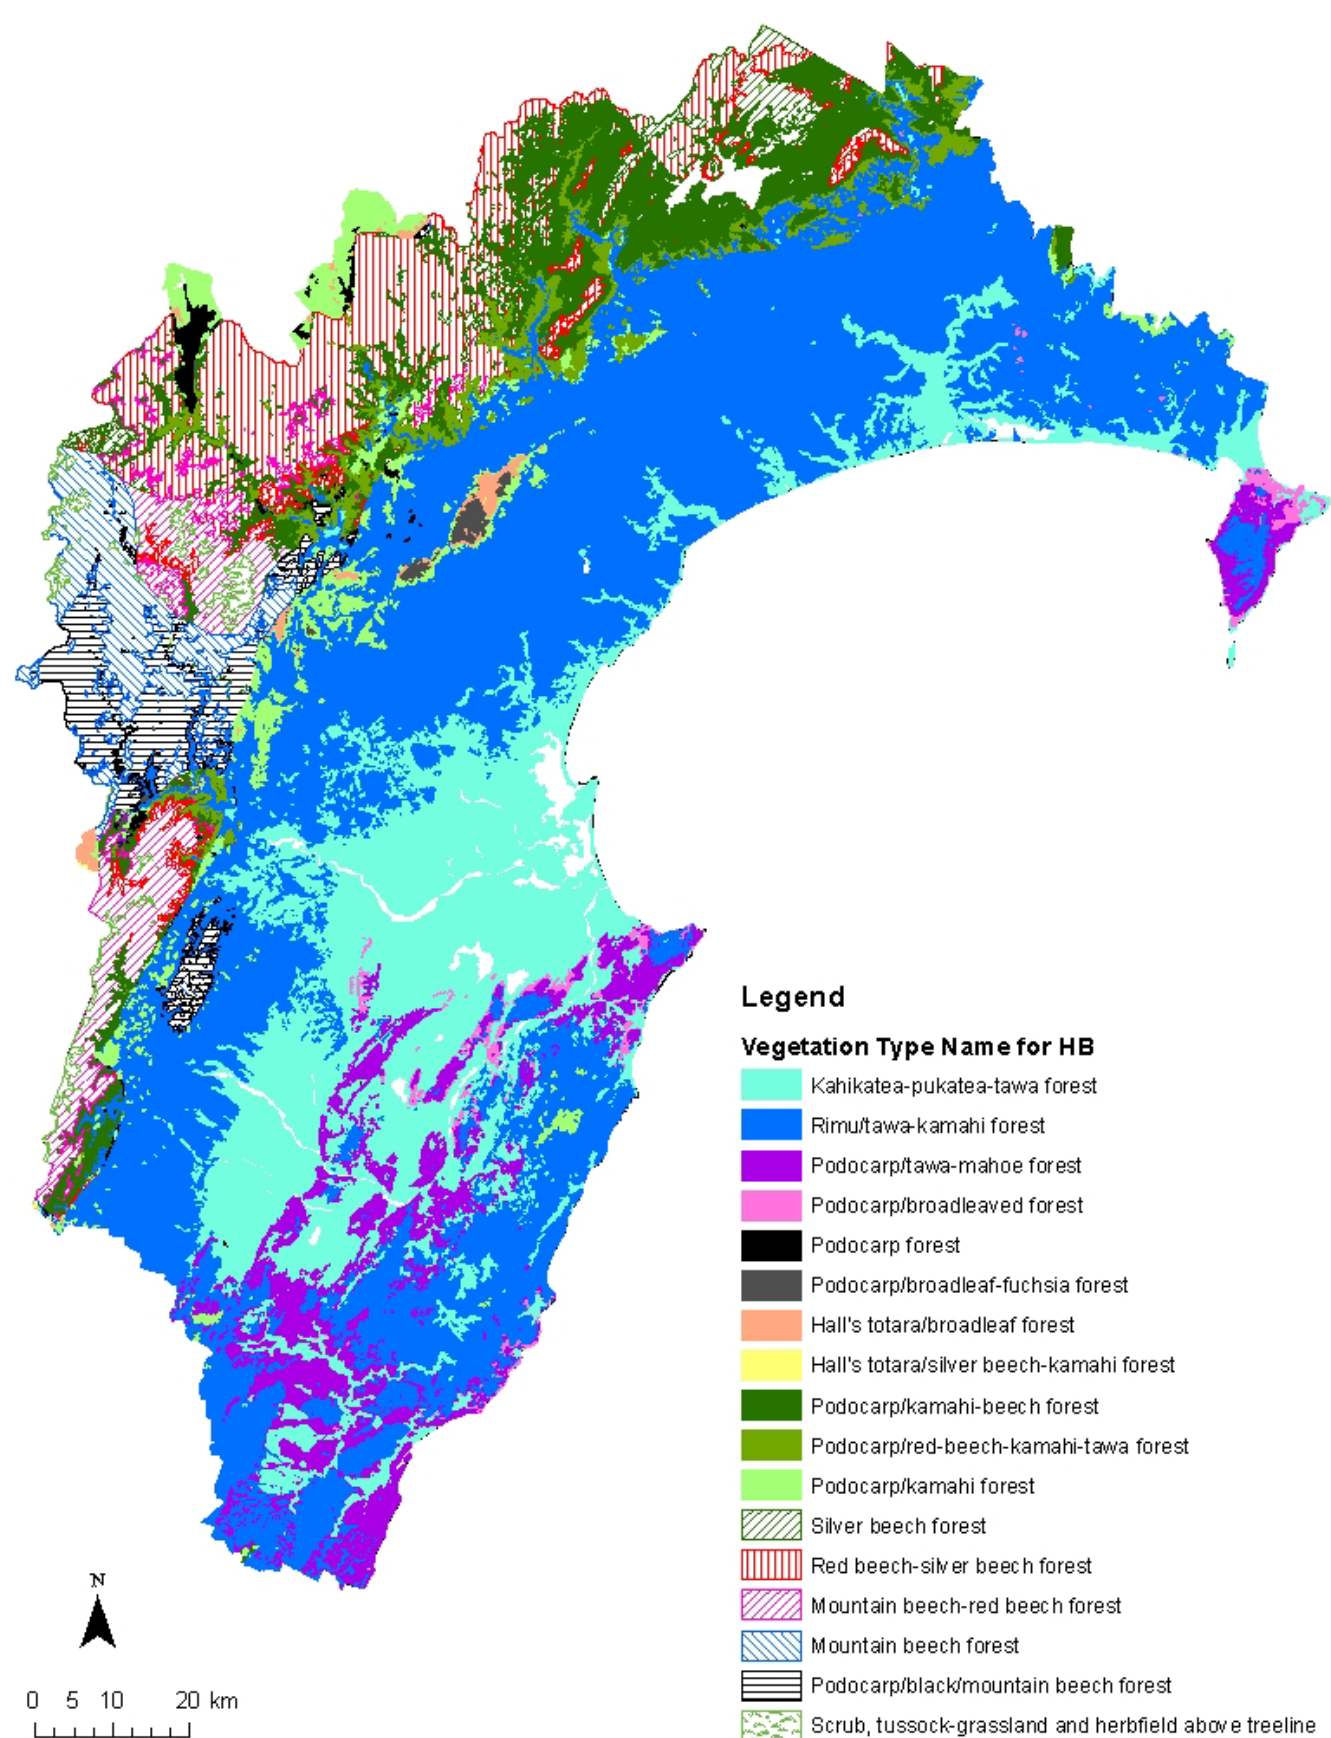 Legend
Vegetation Type Name for HB
Kahikatea-pukatea-tawa forest
Rimu/tawa-kamahi forest
Podocarp/tawa-mahoe forest
Podocarp/broadleaved forest
Podocarp forest
Podocarp/broadleaf-fuchsia forest
Hall's totara/broadleaf forest
Hall's totara/silver beech-kamahi forest
Podocarp/kamahi-beech forest
Podocarp/red-beech-kamahi-tawa forest
Podocarp/kamahi forest
Silver beech forest
Red beech-silver beech forest
Mountain beech-red beech forest
Mountain beech forest
Podocarp/black/mountain beech forest
Scrub, tussock-grassland and herbfield above treeline
N
0 5 10 20 km